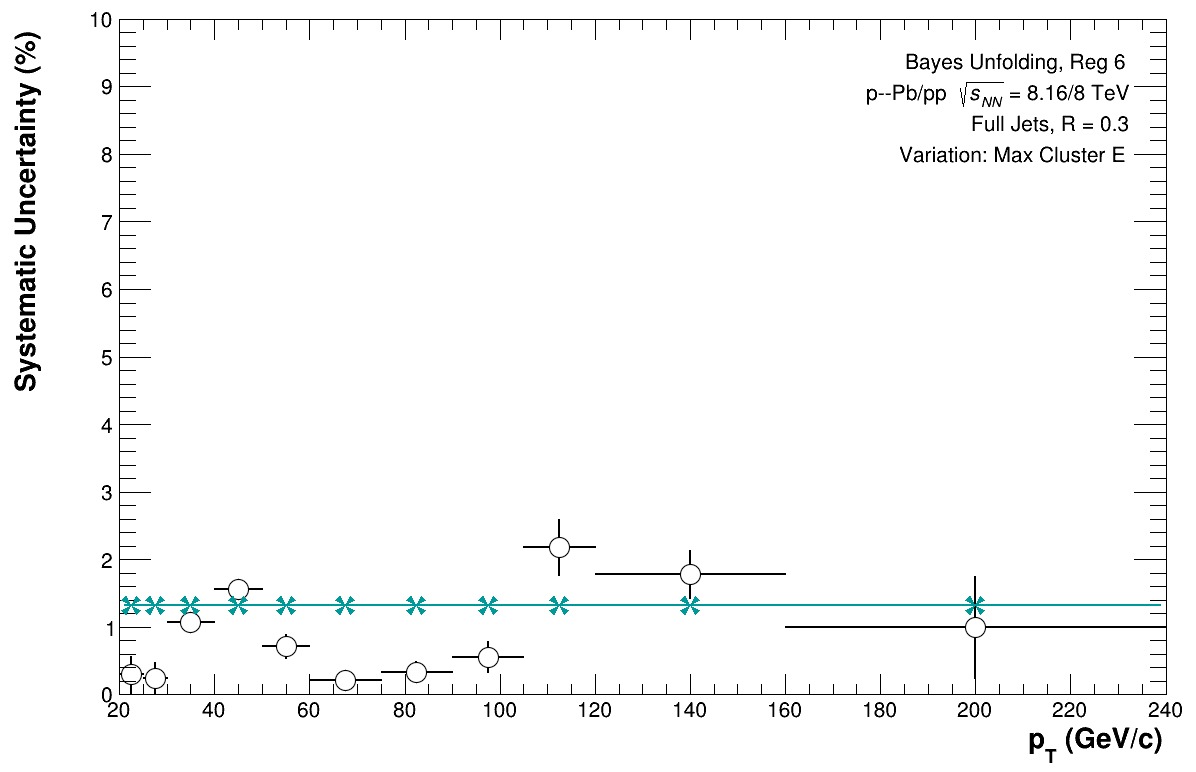 Systematic Uncertainty (%)
10
9
8
7
6
5
4
3
2
1
0
Bayes Unfolding, Reg 6
p--Pb/pp √s_NN = 8.16/8 TeV
Full Jets, R = 0.3
Variation: Max Cluster E
20 40 60 80 100 120 140 160 180 200 220 240
p_T (GeV/c)